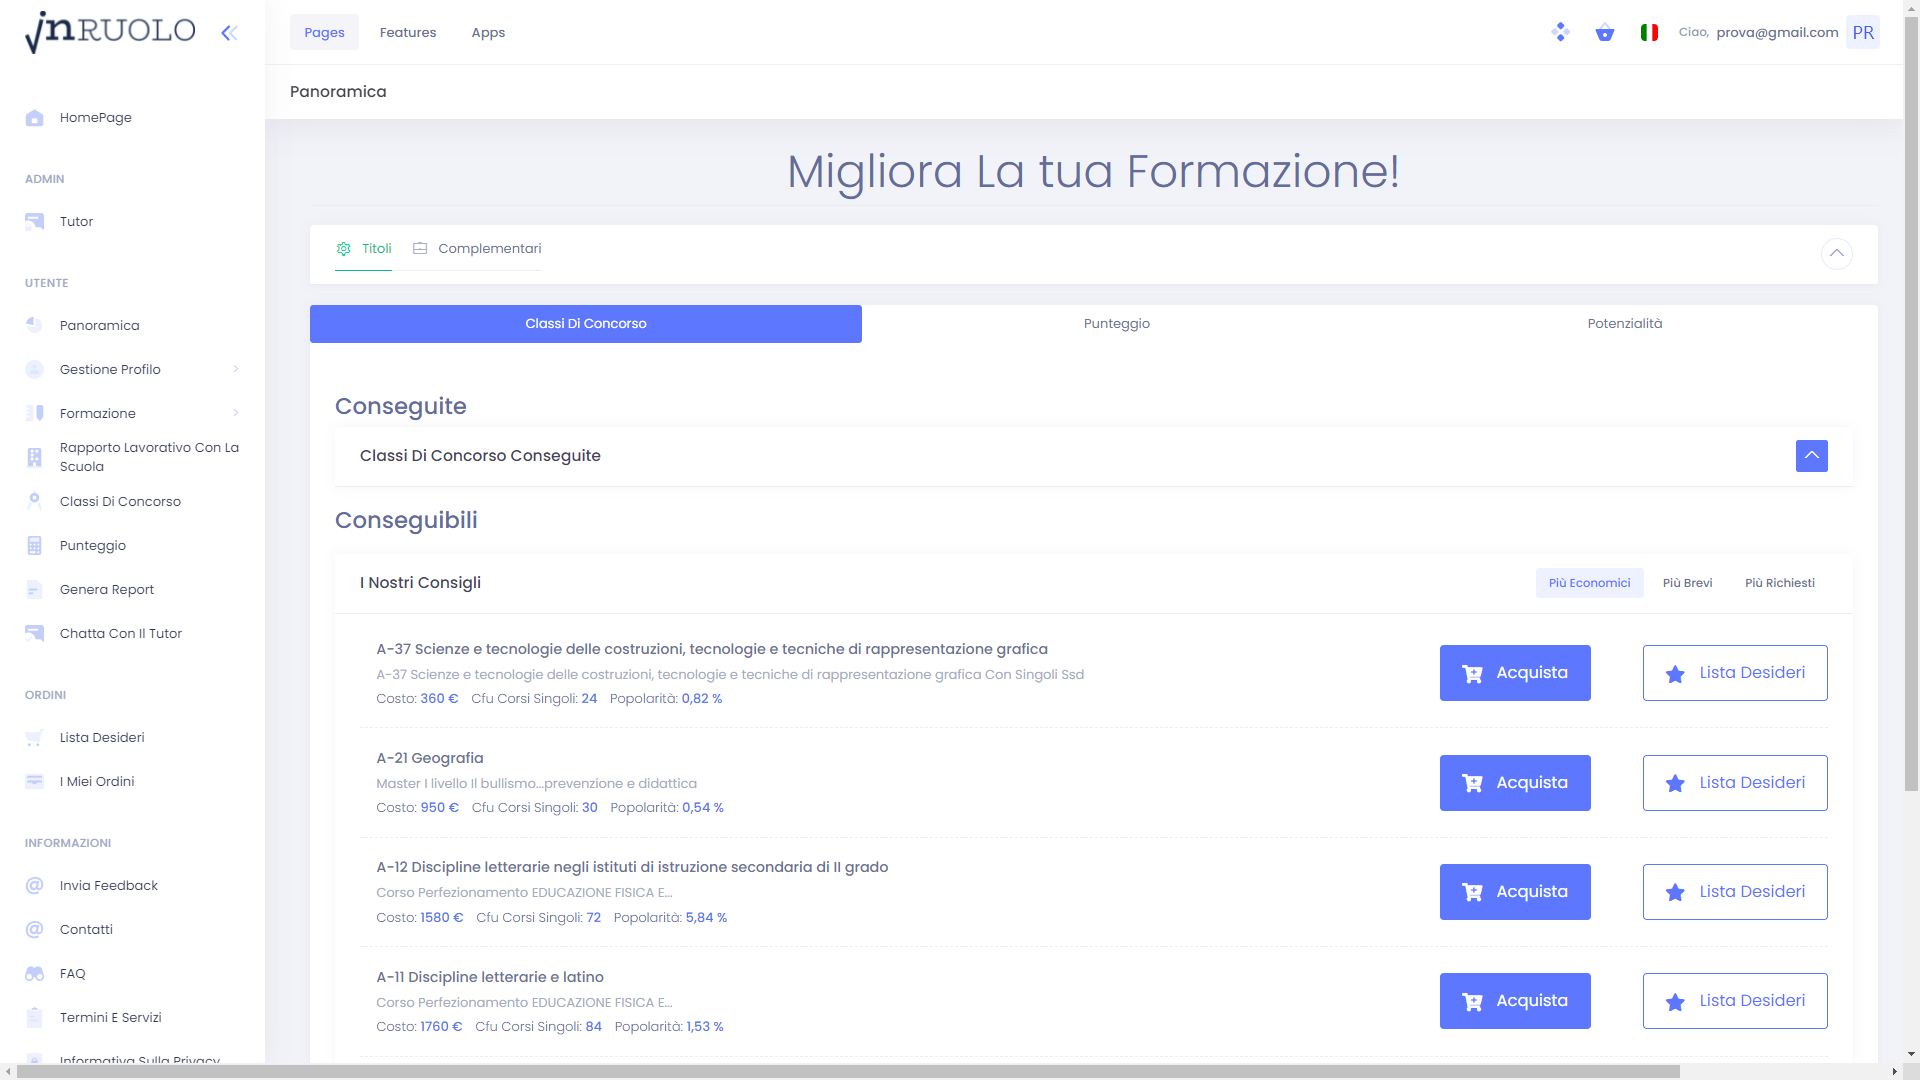 inRUOLO
Pages
Features
Apps
Ciao, prova@gmail.com PR
Panoramica
HomePage
ADMIN
Tutor
UTENTE
Panoramica
Gestione Profilo
Formazione
Rapporto Lavorativo Con La
Scuola
Classi Di Concorso
Punteggio
Genera Report
Chatta Con Il Tutor
ORDINI
Lista Desideri
I Miei Ordini
INFORMAZIONI
Invia Feedback
Contatti
FAQ
Termini E Servizi
Informativa Sulla Privacy
Migliora La tua Formazione!
Titoli
Complementari
Classi Di Concorso
Punteggio
Potenzialità
Conseguite
Classi Di Concorso Conseguite
Conseguibili
I Nostri Consigli
Più Economici
Più Brevi
Più Richiesti
A-37 Scienze e tecnologie delle costruzioni, tecnologie e tecniche di rappresentazione grafica
A-37 Scienze e tecnologie delle costruzioni, tecnologie e tecniche di rappresentazione grafica Con Singoli Ssd
Costo: 360 € Cfu Corsi Singoli: 24 Popolarità: 0,82 %
Acquista
Lista Desideri
A-21 Geografia
Master I livello Il bullismo...prevenzione e didattica
Costo: 950 € Cfu Corsi Singoli: 30 Popolarità: 0,54 %
Acquista
Lista Desideri
A-12 Discipline letterarie negli istituti di istruzione secondaria di II grado
Corso Perfezionamento EDUCAZIONE FISICA E...
Costo: 1580 € Cfu Corsi Singoli: 72 Popolarità: 5,84 %
Acquista
Lista Desideri
A-11 Discipline letterarie e latino
Corso Perfezionamento EDUCAZIONE FISICA E...
Costo: 1760 € Cfu Corsi Singoli: 84 Popolarità: 1,53 %
Acquista
Lista Desideri